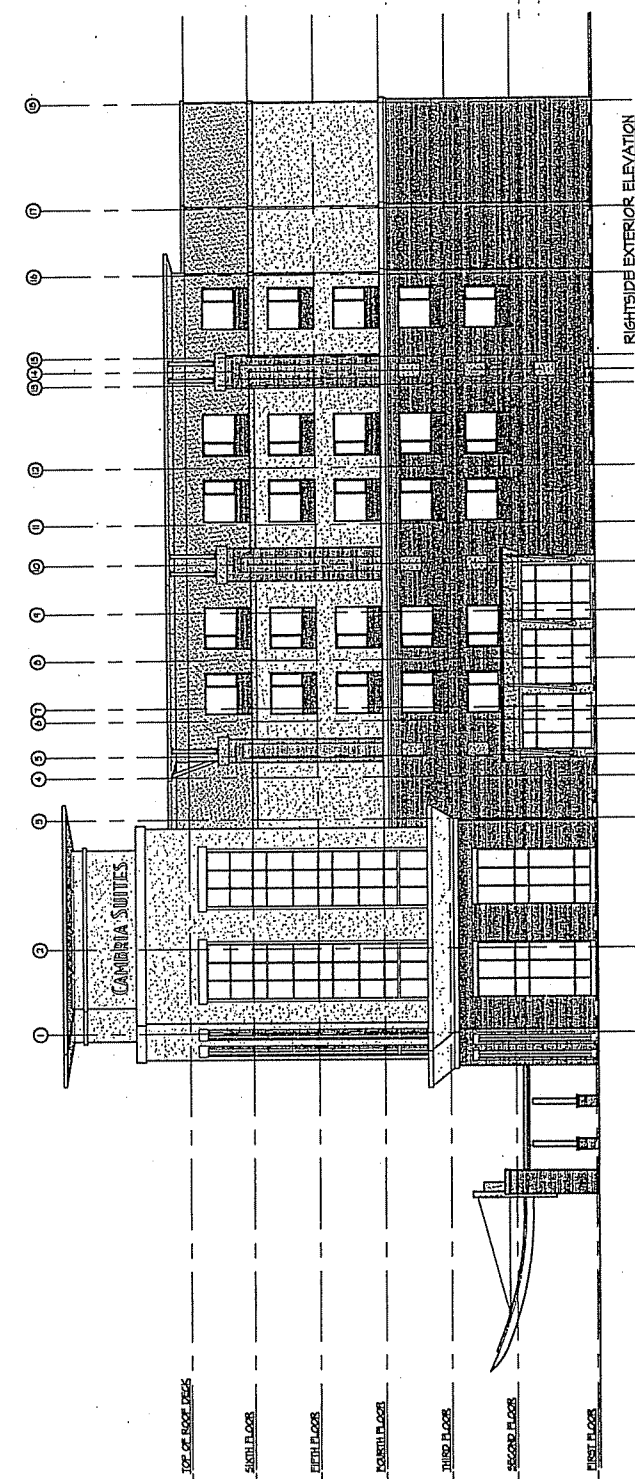 1
2
3
4
5
6
7
8
9
10
11
12
13
14
15
16
17
18
CAMBRIA SUITES
TOP OF ROOF DECK
SIXTH FLOOR
FIFTH FLOOR
FOURTH FLOOR
THIRD FLOOR
SECOND FLOOR
FIRST FLOOR
RIGHTSIDE EXTERIOR ELEVATION